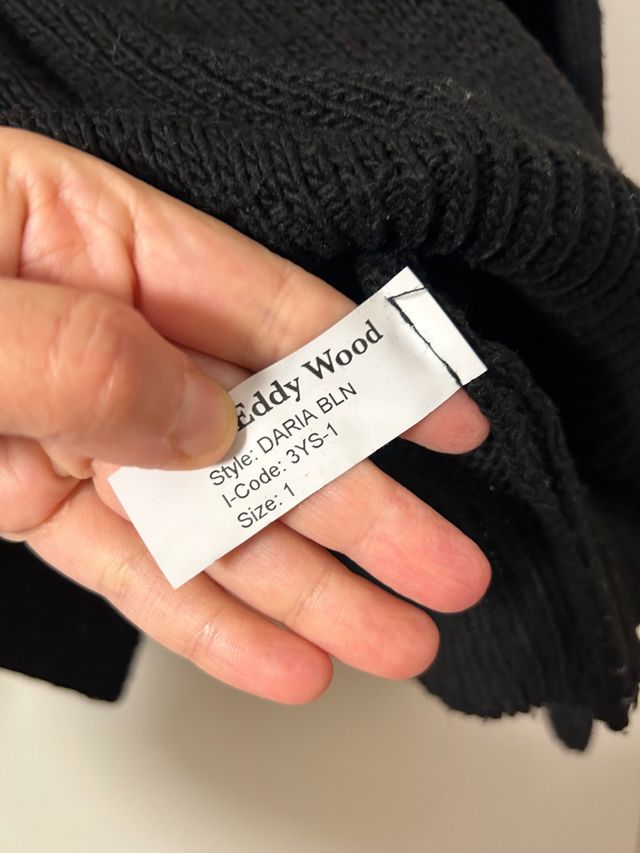 Eddy Wood
Style: DARIA BLN
I-Code: 3YS-1
Size: 1